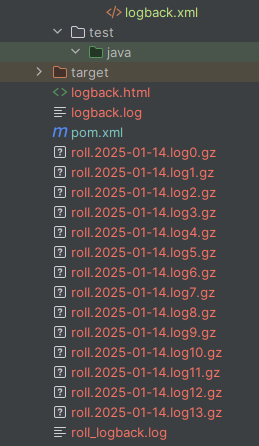 logback.xml
test
java
target
logback.html
logback.log
pom.xml
roll.2025-01-14.log0.gz
roll.2025-01-14.log1.gz
roll.2025-01-14.log2.gz
roll.2025-01-14.log3.gz
roll.2025-01-14.log4.gz
roll.2025-01-14.log5.gz
roll.2025-01-14.log6.gz
roll.2025-01-14.log7.gz
roll.2025-01-14.log8.gz
roll.2025-01-14.log9.gz
roll.2025-01-14.log10.gz
roll.2025-01-14.log11.gz
roll.2025-01-14.log12.gz
roll.2025-01-14.log13.gz
roll_logback.log